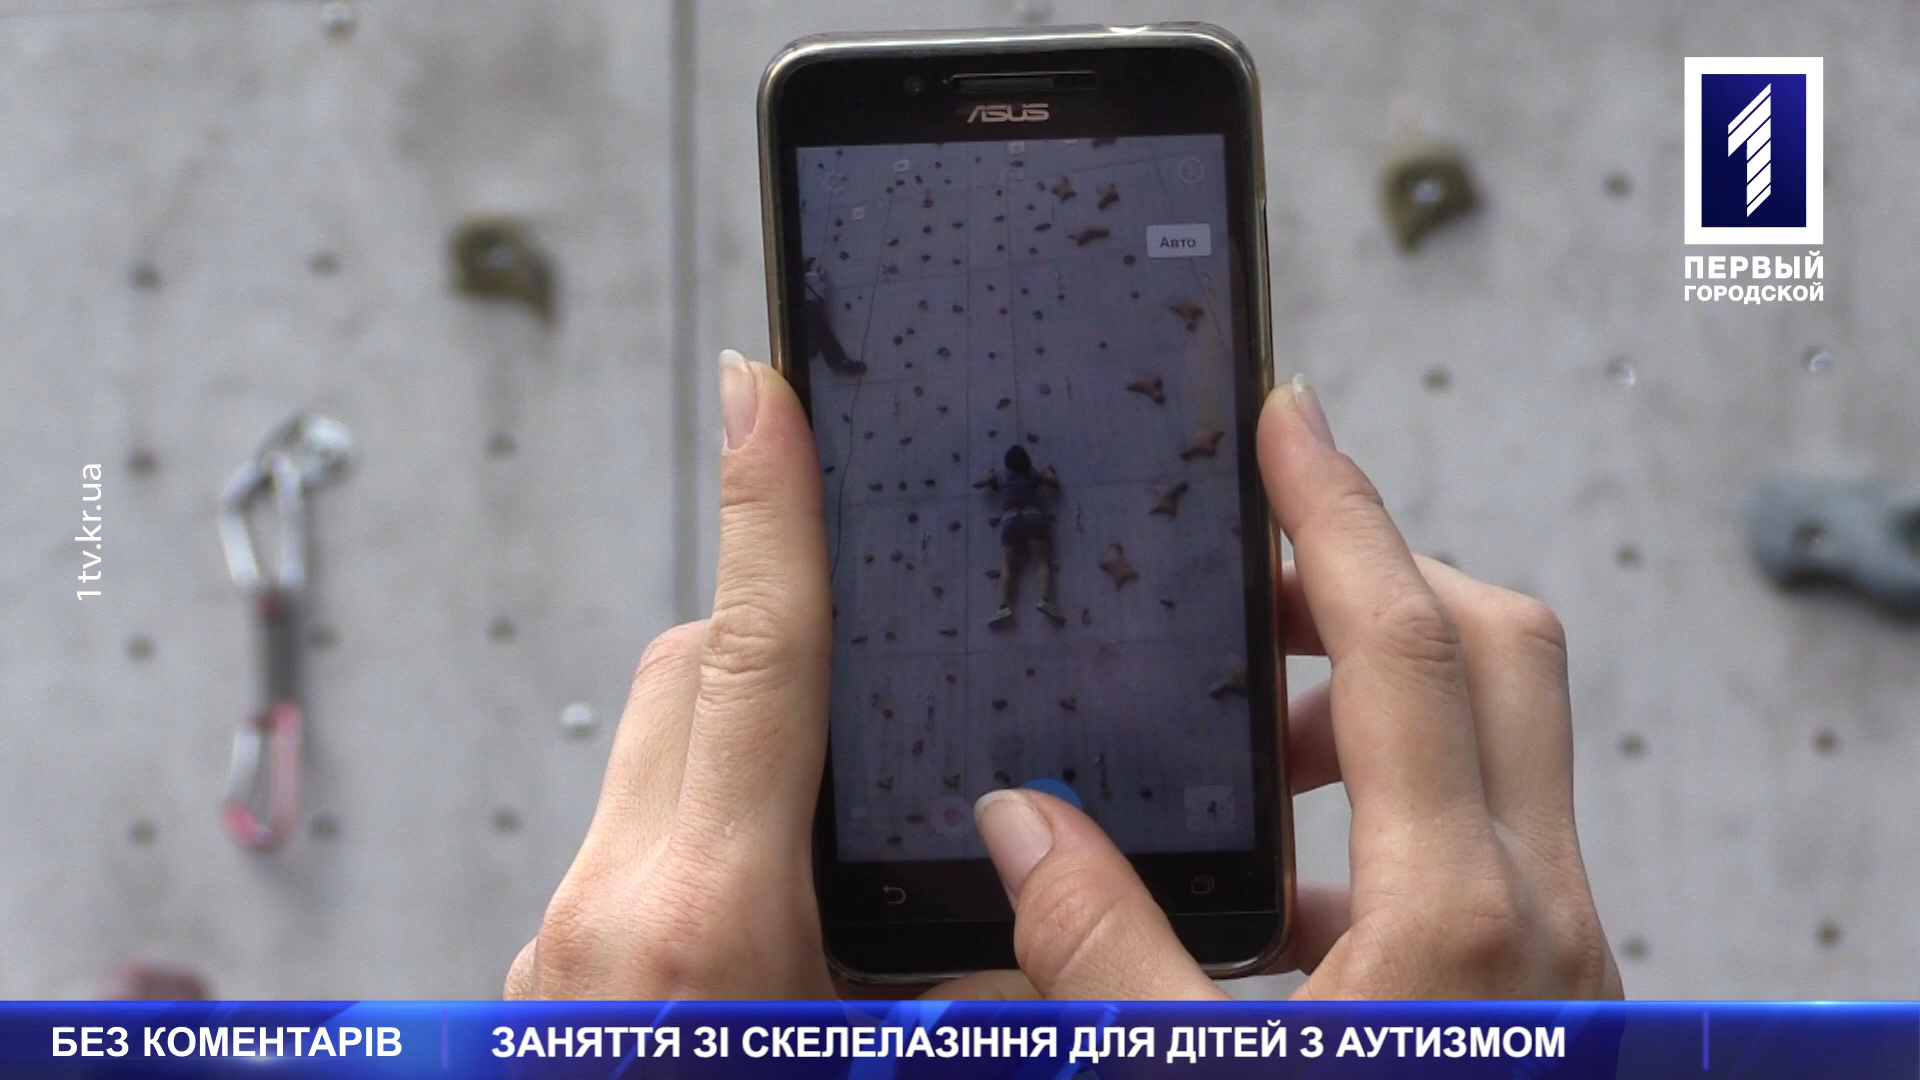 ASUS
Авто
ПЕРВЫЙ
ГОРОДСКОЙ
1tv.kr.ua
БЕЗ КОМЕНТАРІВ
ЗАНЯТТЯ ЗІ СКЕЛЕЛАЗІННЯ ДЛЯ ДІТЕЙ З АУТИЗМОМ